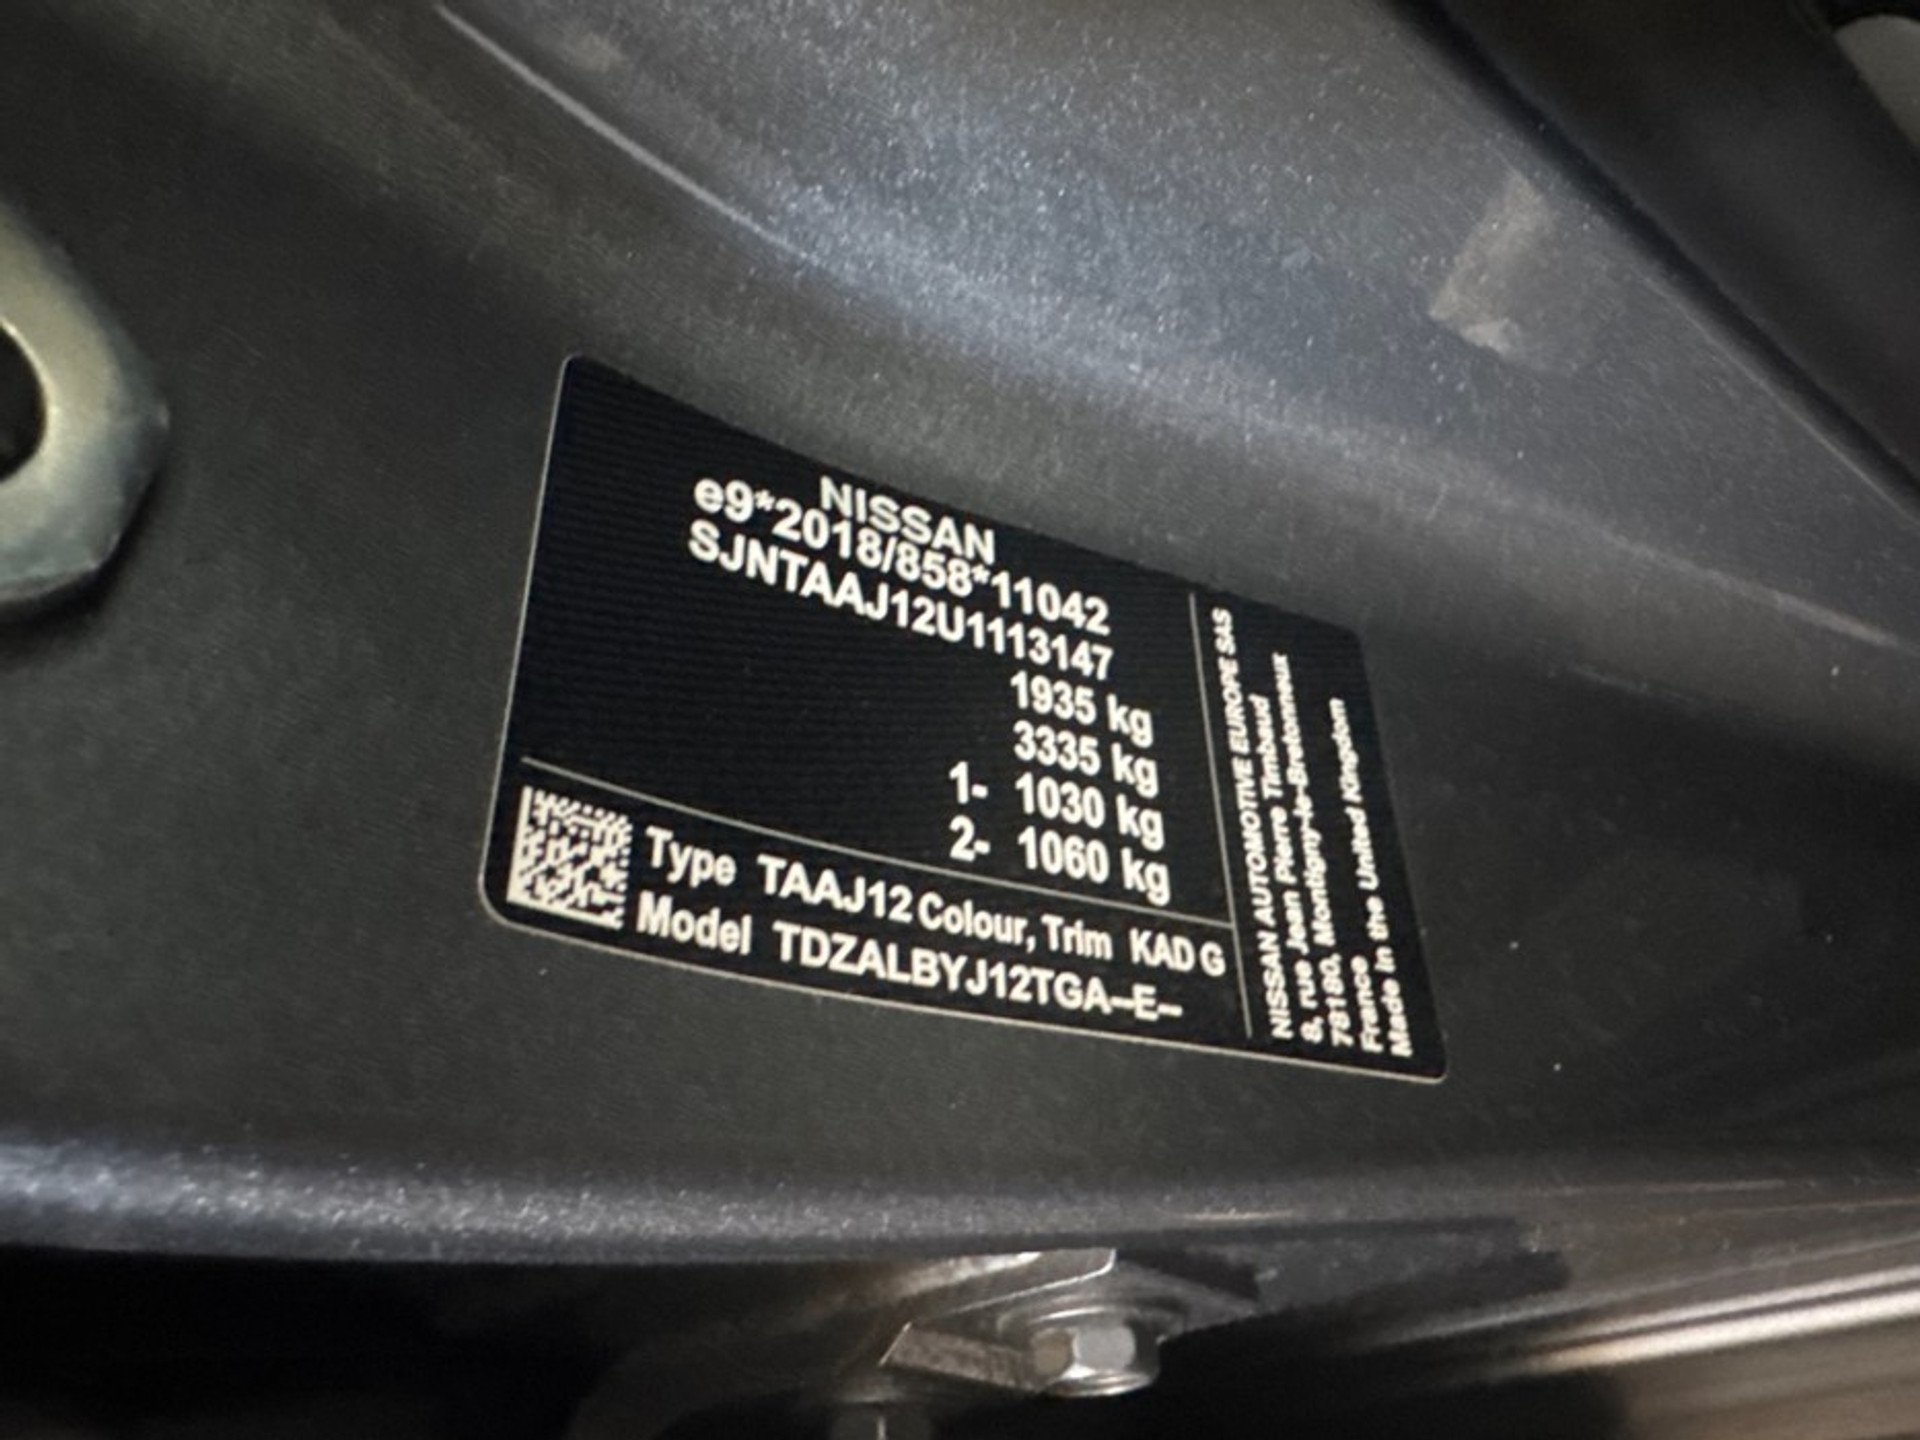 NISSAN
e9*2018/858*11042
SJNTAAJ12U1113147
1935 kg
3335 kg
1- 1030 kg
2- 1060 kg
Type TAAJ12 Colour, Trim KAD G
Model TDZALBYJ12TGA-E-
NISSAN AUTOMOTIVE EUROPE SAS
8, rue Jean Pierre Timbaud
78180, Montigny-le-Bretonneux
France
Made in the United Kingdom